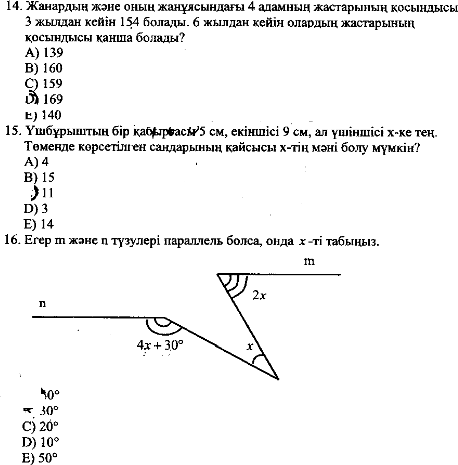 14. Жанардың және оның жанұясындағы 4 адамның жастарының қосындысы
3 жылдан кейін 154 болады. 6 жылдан кейін олардың жастарының
қосындысы қанша болады?
A) 139
B) 160
C) 159
D) 169
E) 140
15. Үшбұрыштың бір қабырғасы 5 см, екіншісі 9 см, ал үшіншісі x-ке тең.
Төменде көрсетілген сандарының қайсысы x-тің мәні болу мүмкін?
A) 4
B) 15
11
D) 3
E) 14
16. Егер m және n түзулері параллель болса, онда x-ті табыңыз.
m
2x
n
4x + 30°
x
30°
C) 20°
D) 10°
E) 50°